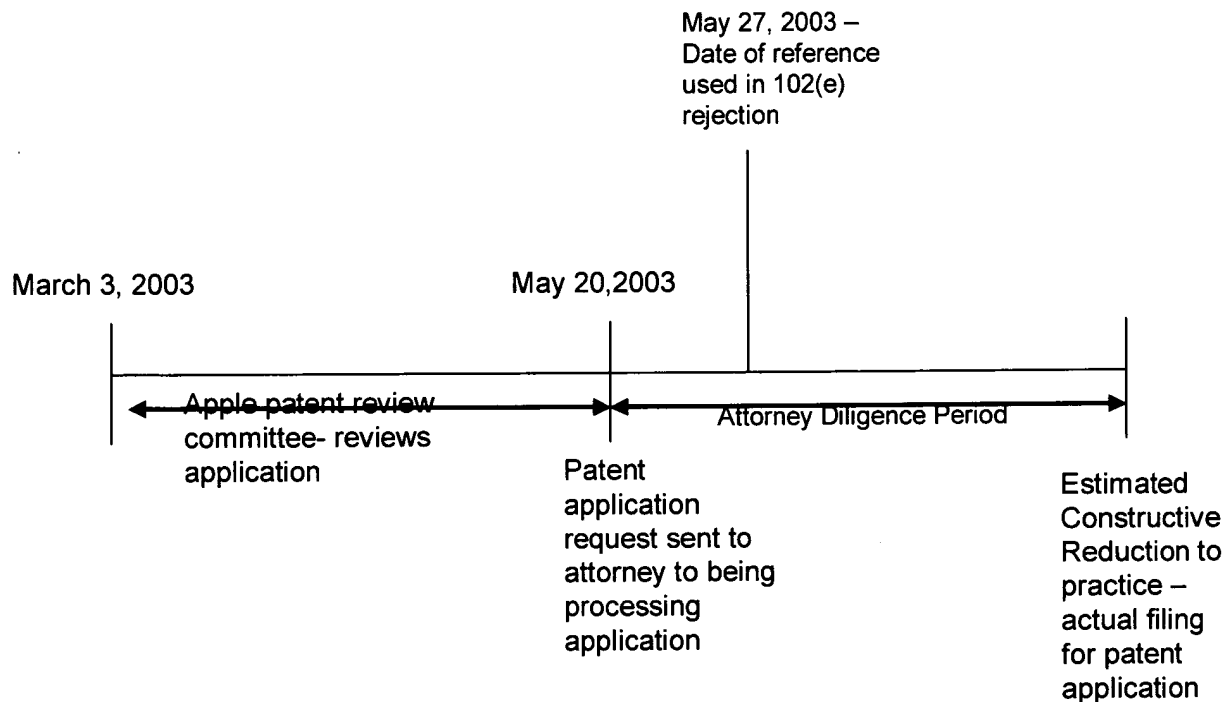 May 27, 2003 –
Date of reference
used in 102(e)
rejection
March 3, 2003
May 20,2003
Apple patent review
committee- reviews
application
Attorney Diligence Period
Patent
application
request sent to
attorney to being
processing
application
Estimated
Constructive
Reduction to
practice –
actual filing
for patent
application